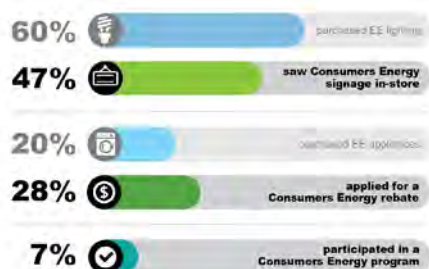 60%
purchased EE lighting
47%
saw Consumers Energy
signage in-store
20%
purchased EE appliances
28%
applied for a
Consumers Energy rebate
7%
participated in a
Consumers Energy program